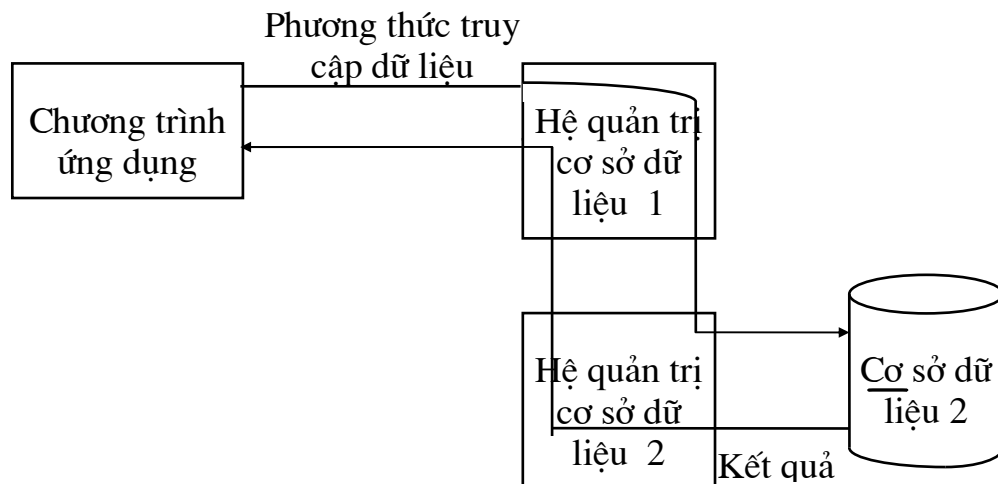 Phương thức truy
cập dữ liệu
Chương trình
ứng dụng
Hệ quản trị
cơ sở dữ
liệu 1
Hệ quản trị
cơ sở dữ
liệu 2
Cơ sở dữ
liệu 2
Kết quả